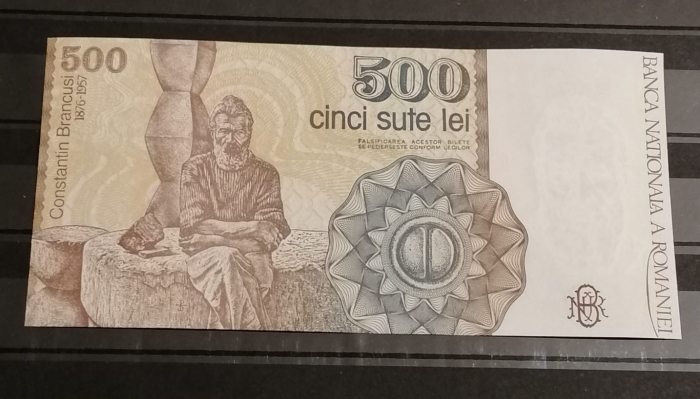 500
Constantin Brancusi
1876-1957
500
cinci sute lei
FALSIFICAREA ACESTOR BILETE
SE PEDEPSESTE CONFORM LEGILOR
BANCA NATIONALA A ROMANIEI